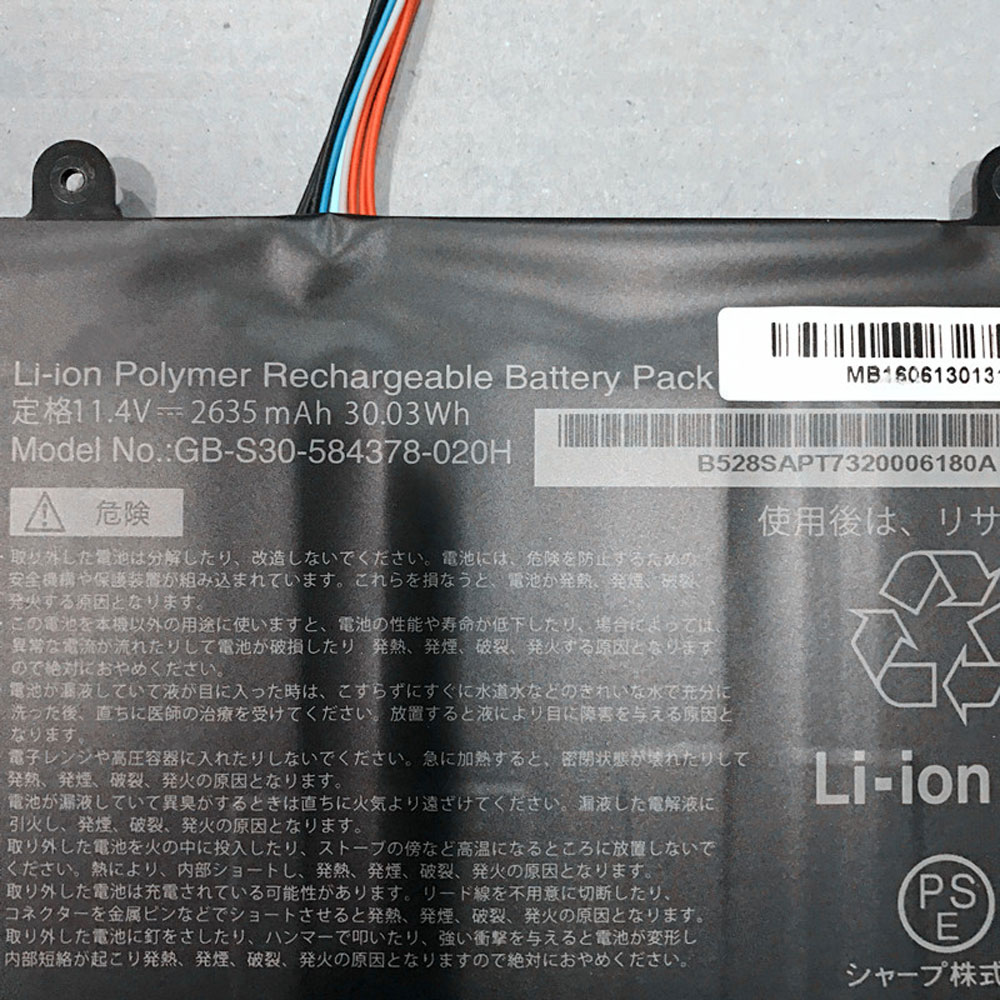 Li-ion Polymer Rechargeable Battery Pack
定格11.4V⎓ 2635mAh 30.03Wh
Model No.:GB-S30-584378-020H
MB1606130131
B528SAPT7320006180A
危険
使用後は、リサ
・取り外した電池は分解したり、改造しないでください。電池には、危険を防止するための
安全機構や保護装置が組み込まれています。これらを損なうと、電池が発熱、発煙、破裂、
発火する原因となります。
・この電池を本機以外の用途に使いますと、電池の性能や寿命が低下したり、場合によっては
異常な電流が流れたりして電池が破損したり、発熱、発煙、破裂、発火する原因となります
ので絶対におやめください。
・電池が漏液していて液が目に入った時は、こすらずにすぐに水道水などのきれいな水で充分に
洗った後、直ちに医師の治療を受けてください。放置すると液により目に障害を与える原因と
なります。
電子レンジや高圧容器に入れたりしないでください。急に加熱すると、密閉状態が壊れたりして
発熱、発煙、破裂、発火の原因となります。
電池が漏液していて異臭がするときは直ちに火気より遠ざけてください。漏液した電解液に
引火し、発煙、破裂、発火の原因となります。
取り外した電池を火の中に投入したり、ストーブの傍など高温になるところに放置しないで
ください。熱により、内部ショートし、発熱、発煙、破裂、発火の原因となります。
取り外した電池は充電されている可能性があります。リード線を不用意に切断したり、
コネクターを金属ピンなどでショートさせると発熱、発煙、破裂、発火の原因となります。
取り外した電池に釘をさしたり、ハンマーで叩いたり、強い衝撃を与えると電池が変形し
内部短絡が起こり発熱、発煙、破裂、発火の原因となりますので絶対におやめください。
Li-ion
PS
E
シャープ株式